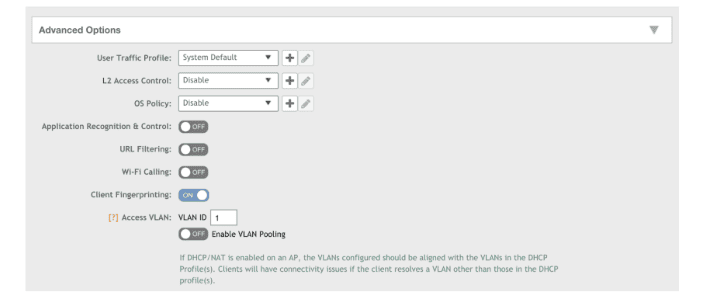 Advanced Options
User Traffic Profile: System Default
L2 Access Control: Disable
OS Policy: Disable
Application Recognition & Control: OFF
URL Filtering: OFF
Wi-Fi Calling: OFF
Client Fingerprinting: ON
[?] Access VLAN: VLAN ID 1
OFF Enable VLAN Pooling
If DHCP/NAT is enabled on an AP, the VLANs configured should be aligned with the VLANs in the DHCP
Profile(s). Clients will have connectivity issues if the client resolves a VLAN other than those in the DHCP
profile(s).